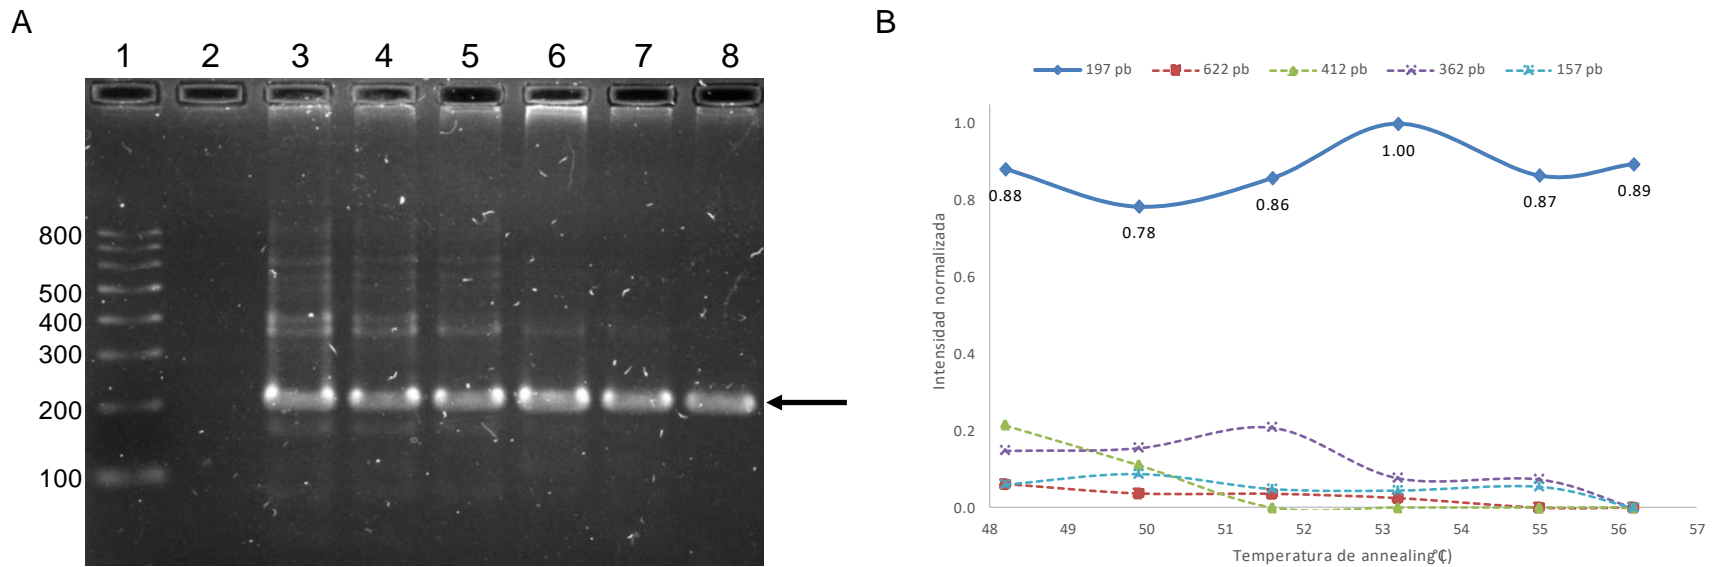 A
1 2 3 4 5 6 7 8
800
500
400
300
200
100
B
197 pb 622 pb 412 pb 362 pb 157 pb
Intensidad normalizada
1.0
0.8
0.6
0.4
0.2
0.0
0.88
0.78
0.86
1.00
0.87
0.89
48 49 50 51 52 53 54 55 56 57
Temperatura de annealing (℃)